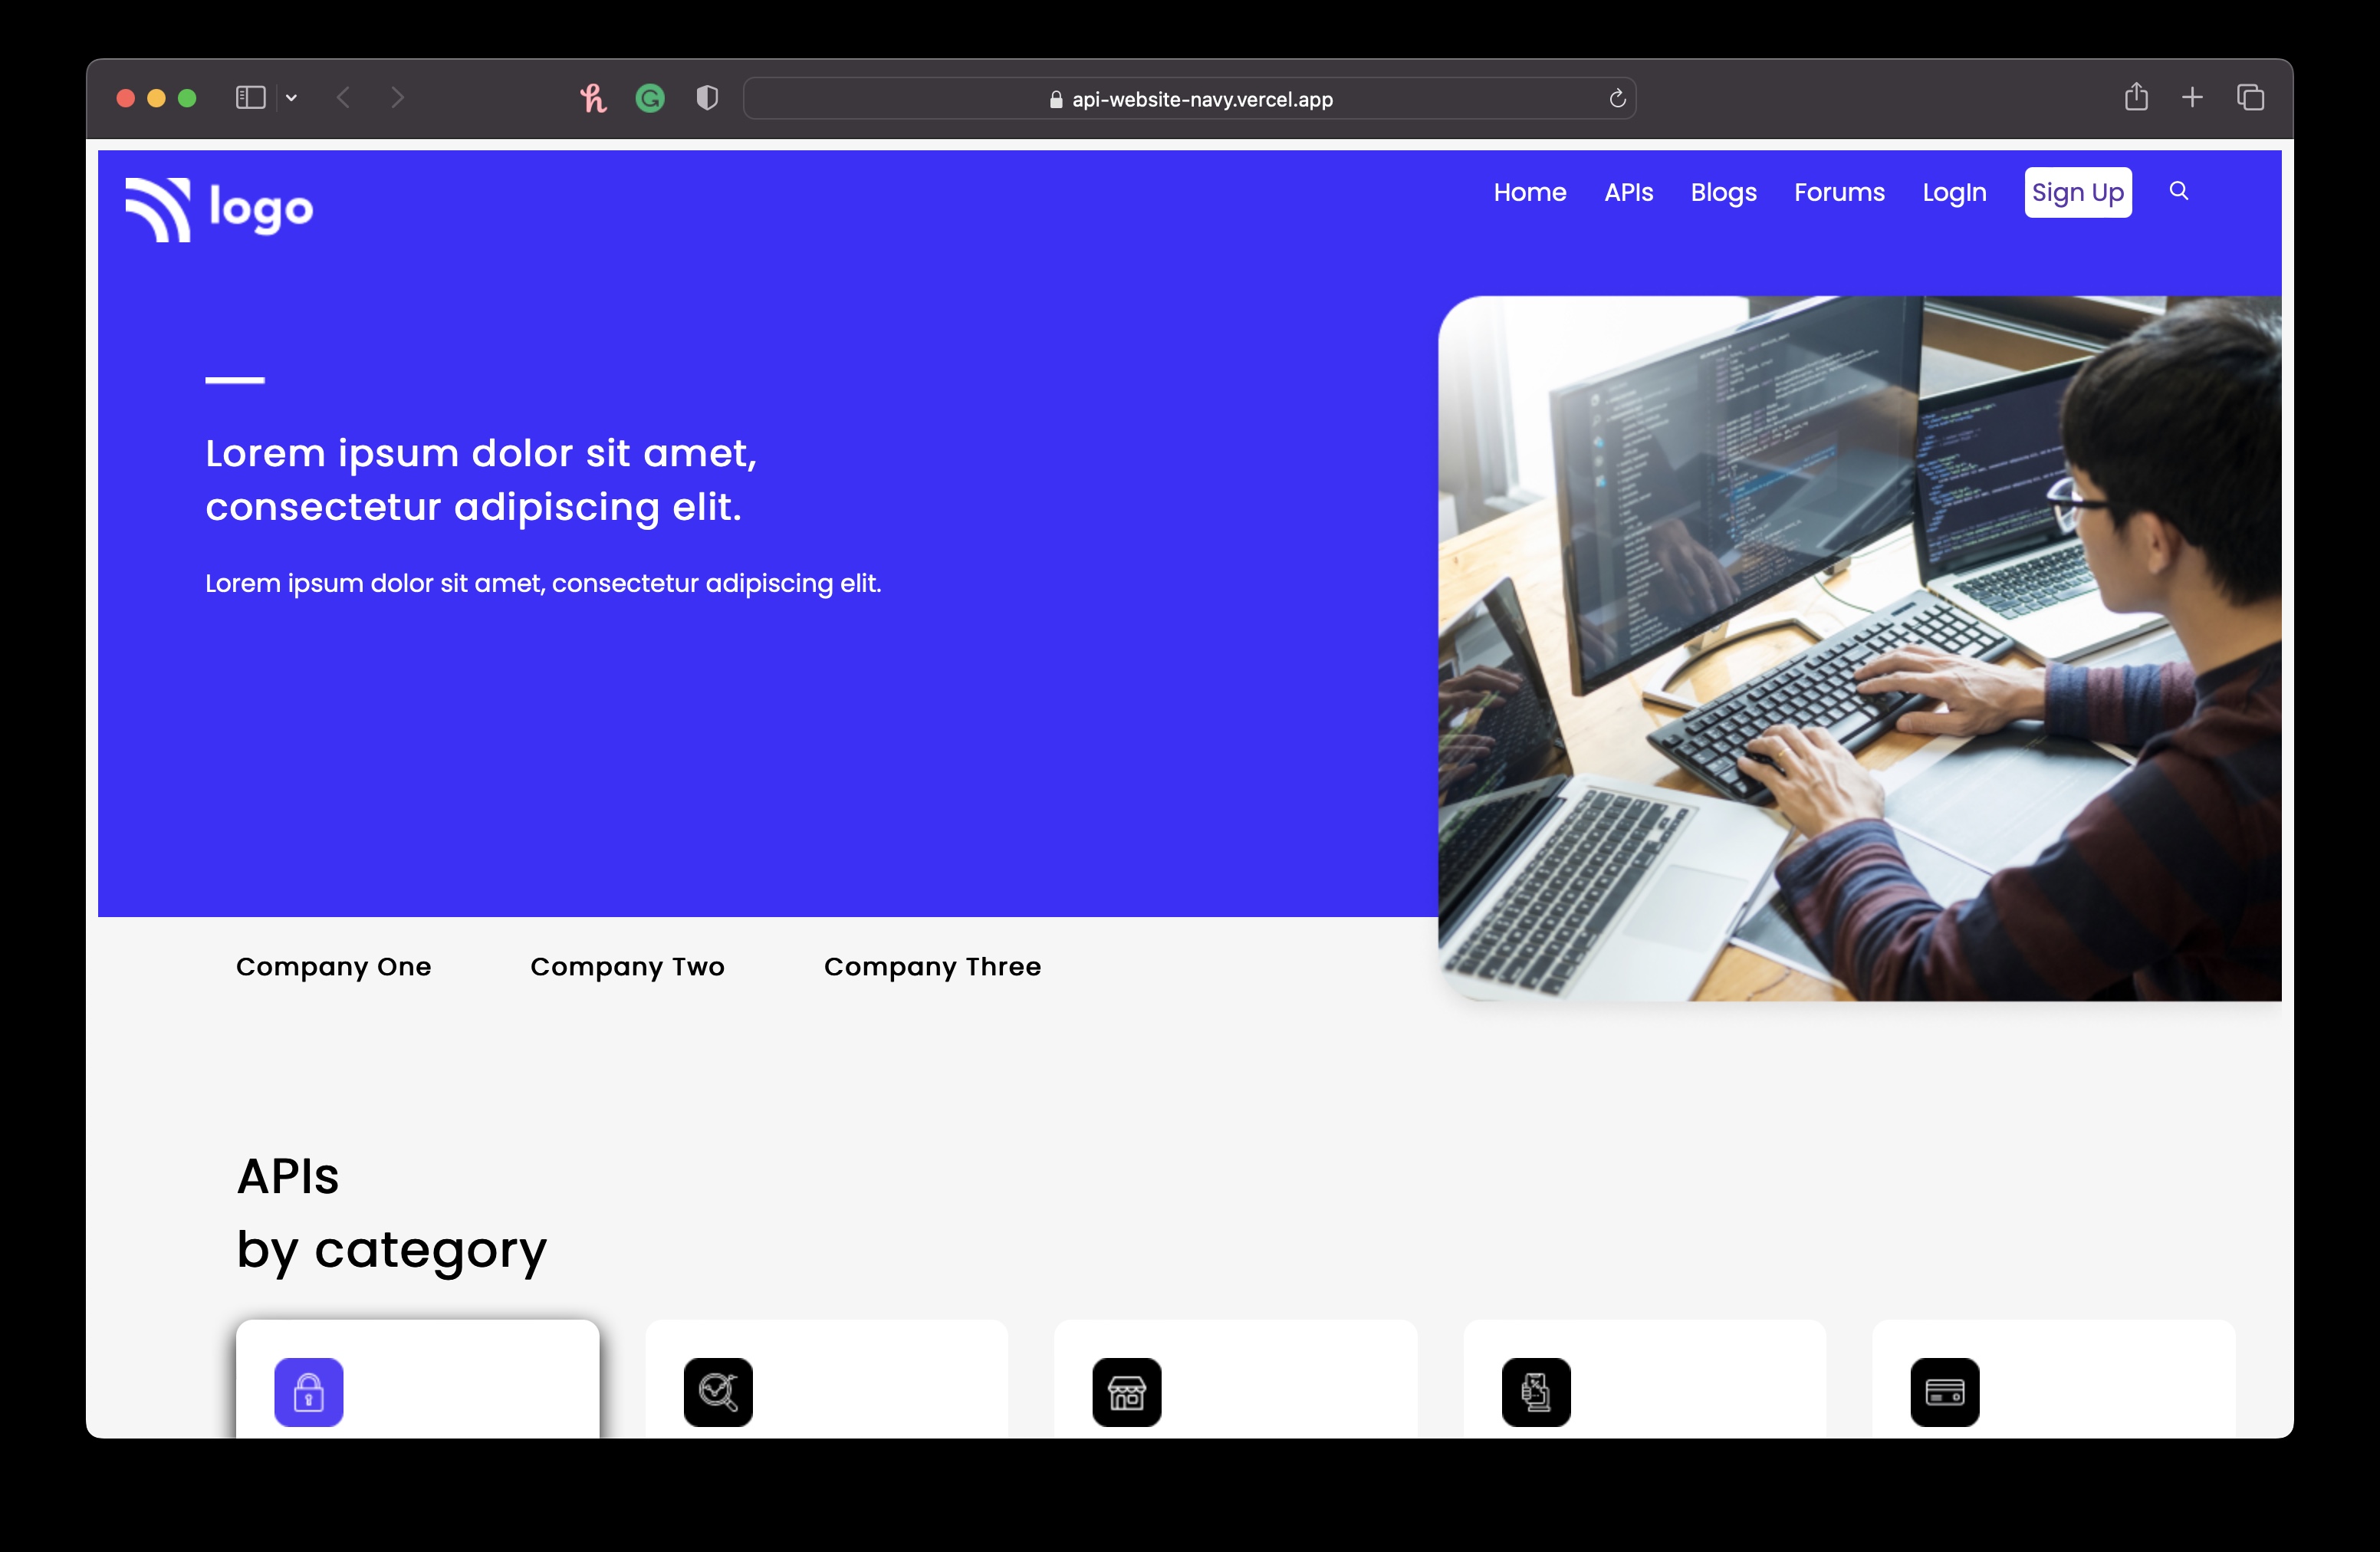 api-website-navy.vercel.app
logo
Home APIs Blogs Forums LogIn Sign Up
Lorem ipsum dolor sit amet,
consectetur adipiscing elit.
Lorem ipsum dolor sit amet, consectetur adipiscing elit.
Company One Company Two Company Three
APIs
by category